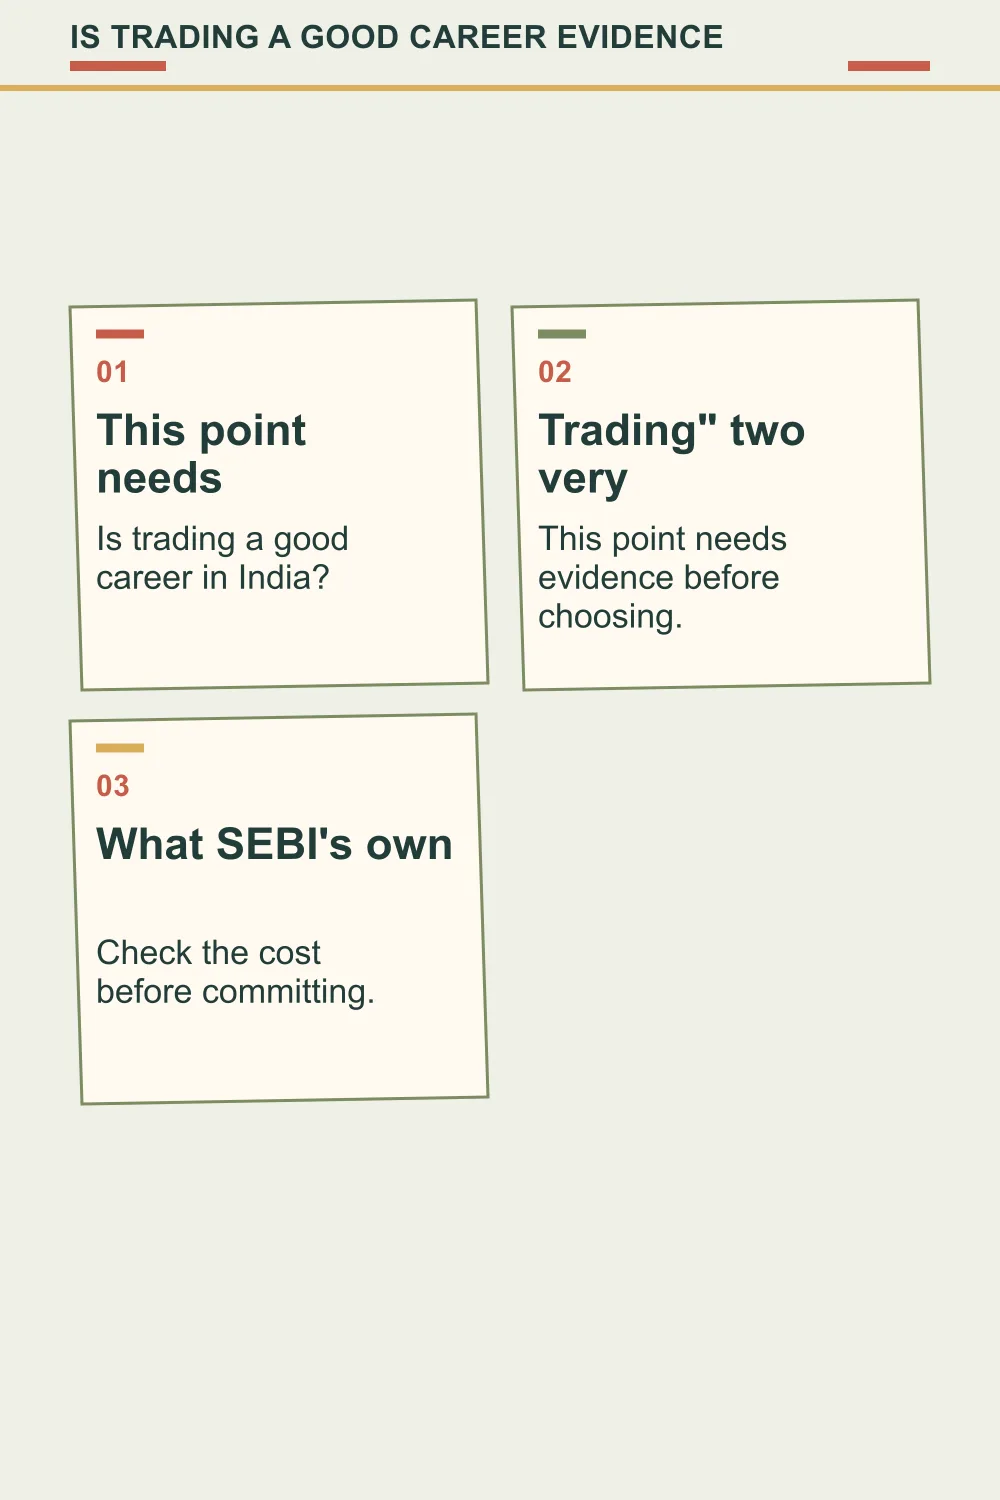 IS TRADING A GOOD CAREER EVIDENCE
01
This point
needs
Is trading a good
career in India?
02
Trading" two
very
This point needs
evidence before
choosing.
03
What SEBI's own
Check the cost
before committing.